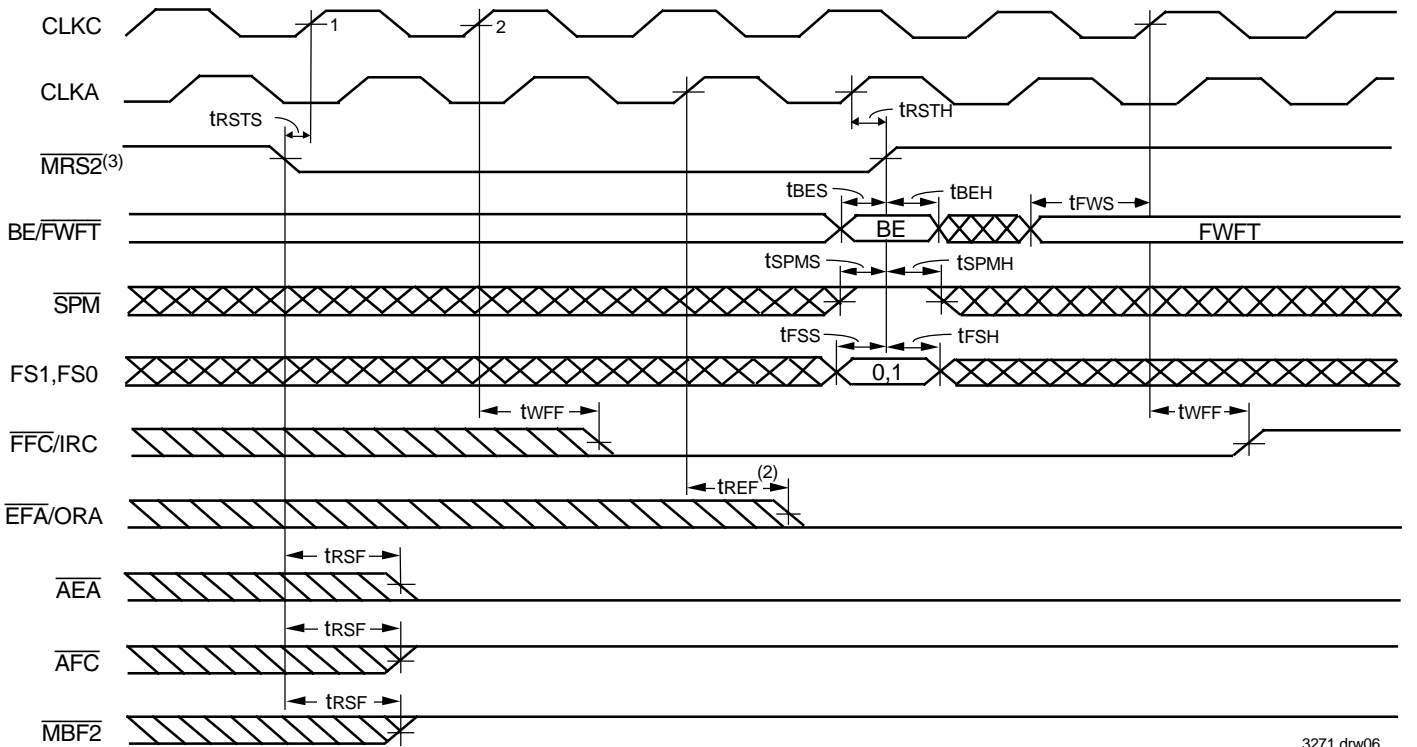 CLKC 1 2
CLKA
tRSTS tRSTH
MRS2(3)
tBES tBEH tFWS
BE/FWFT BE FWFT
tSPMS tSPMH
SPM
tFSS tFSH
FS1,FS0 0,1
tWFF tWFF
FFC/IRC
tREF(2)
EFA/ORA
tRSF
AEA
tRSF
AFC
tRSF
MBF2
3271 drw06